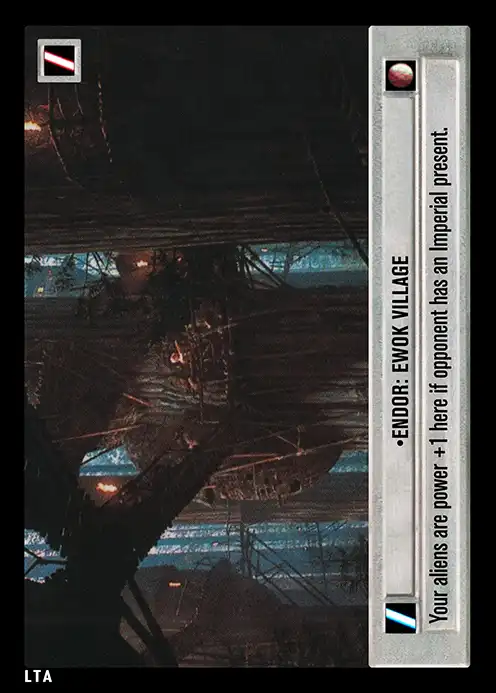 •ENDOR: EWOK VILLAGE
Your aliens are power +1 here if opponent has an Imperial present.
LTA